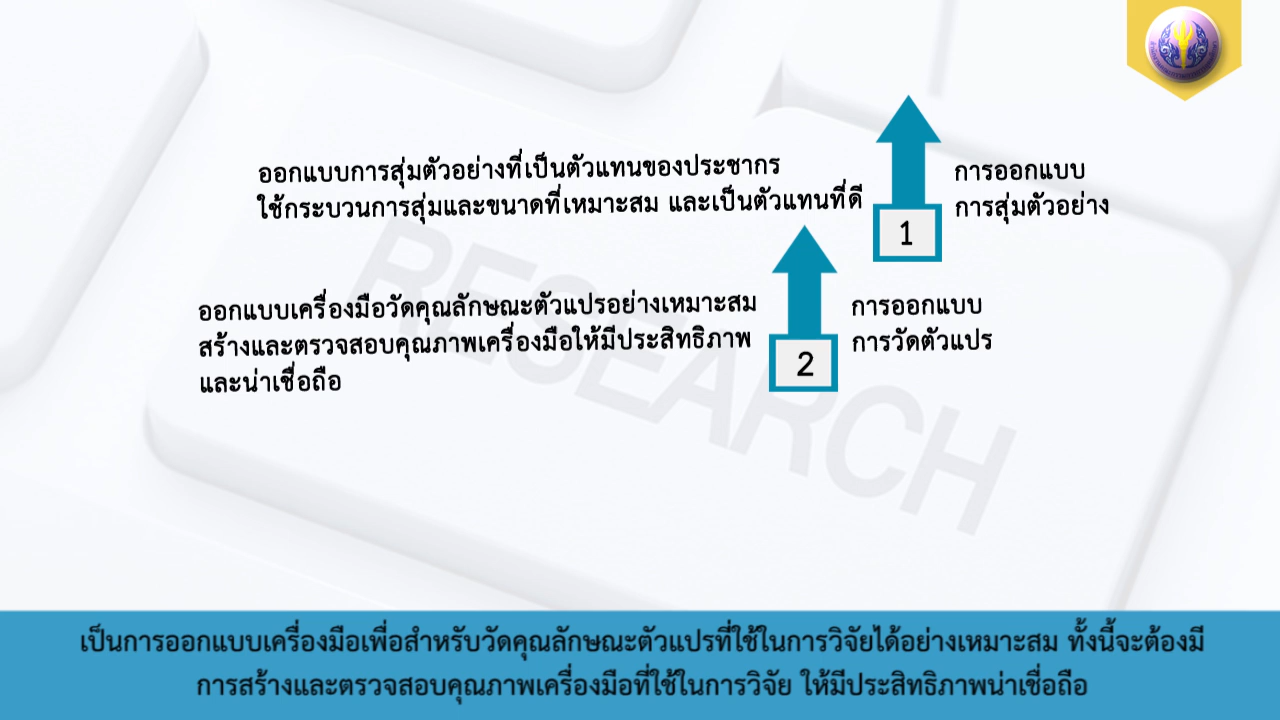 ออกแบบการสุ่มตัวอย่างที่เป็นตัวแทนของประชากร
ใช้กระบวนการสุ่มและขนาดที่เหมาะสม และเป็นตัวแทนที่ดี
1
การออกแบบ
การสุ่มตัวอย่าง
ออกแบบเครื่องมือวัดคุณลักษณะตัวแปรอย่างเหมาะสม
สร้างและตรวจสอบคุณภาพเครื่องมือให้มีประสิทธิภาพ
และน่าเชื่อถือ
2
การออกแบบ
การวัดตัวแปร
RESEARCH
เป็นการออกแบบเครื่องมือเพื่อสำหรับวัดคุณลักษณะตัวแปรที่ใช้ในการวิจัยได้อย่างเหมาะสม ทั้งนี้จะต้องมี
การสร้างและตรวจสอบคุณภาพเครื่องมือที่ใช้ในการวิจัย ให้มีประสิทธิภาพน่าเชื่อถือ